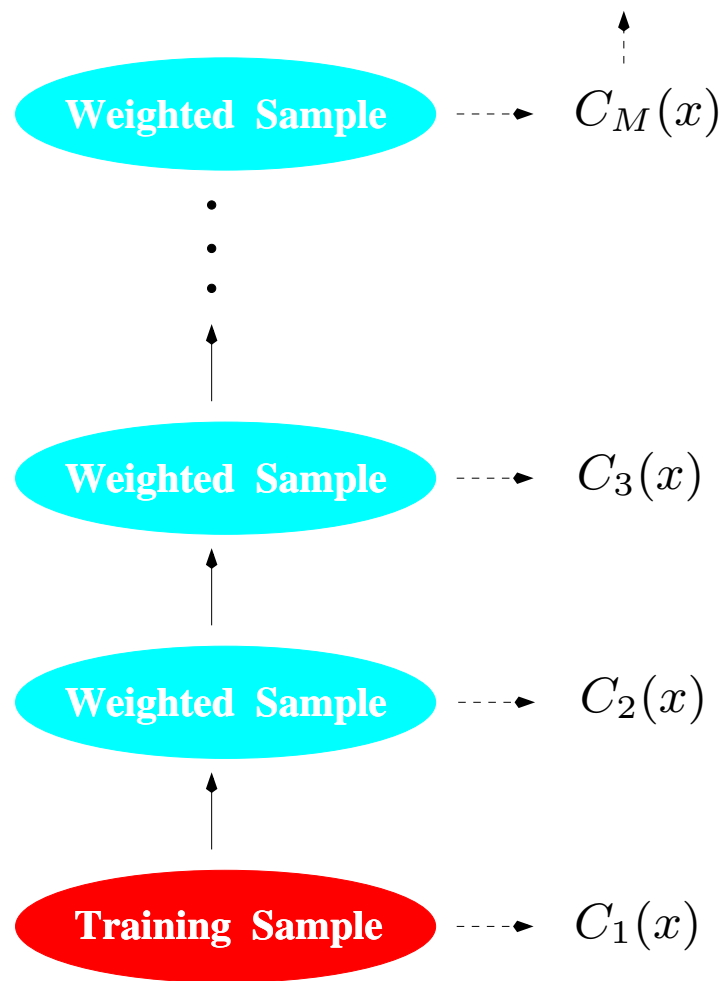 Weighted Sample C_M(x)
Weighted Sample C_3(x)
Weighted Sample C_2(x)
Training Sample C_1(x)